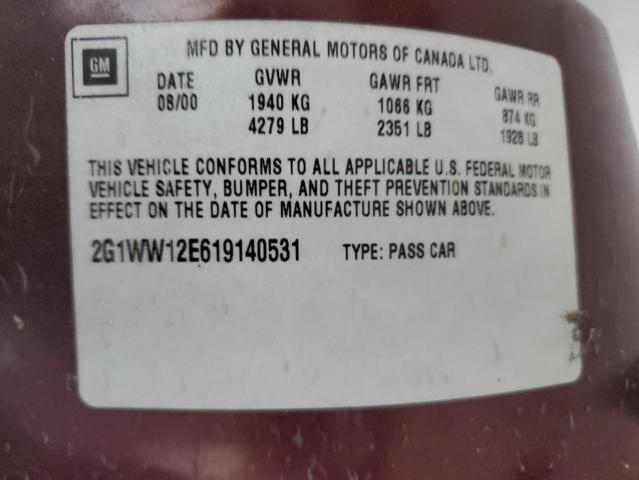 GM
MFD BY GENERAL MOTORS OF CANADA LTD.
DATE GVWR GAWR FRT GAWR RR
08/00 1940 KG 1066 KG 874 KG
4279 LB 2351 LB 1928 LB
THIS VEHICLE CONFORMS TO ALL APPLICABLE U.S. FEDERAL MOTOR
VEHICLE SAFETY, BUMPER, AND THEFT PREVENTION STANDARDS IN
EFFECT ON THE DATE OF MANUFACTURE SHOWN ABOVE.
2G1WW12E619140531 TYPE: PASS CAR